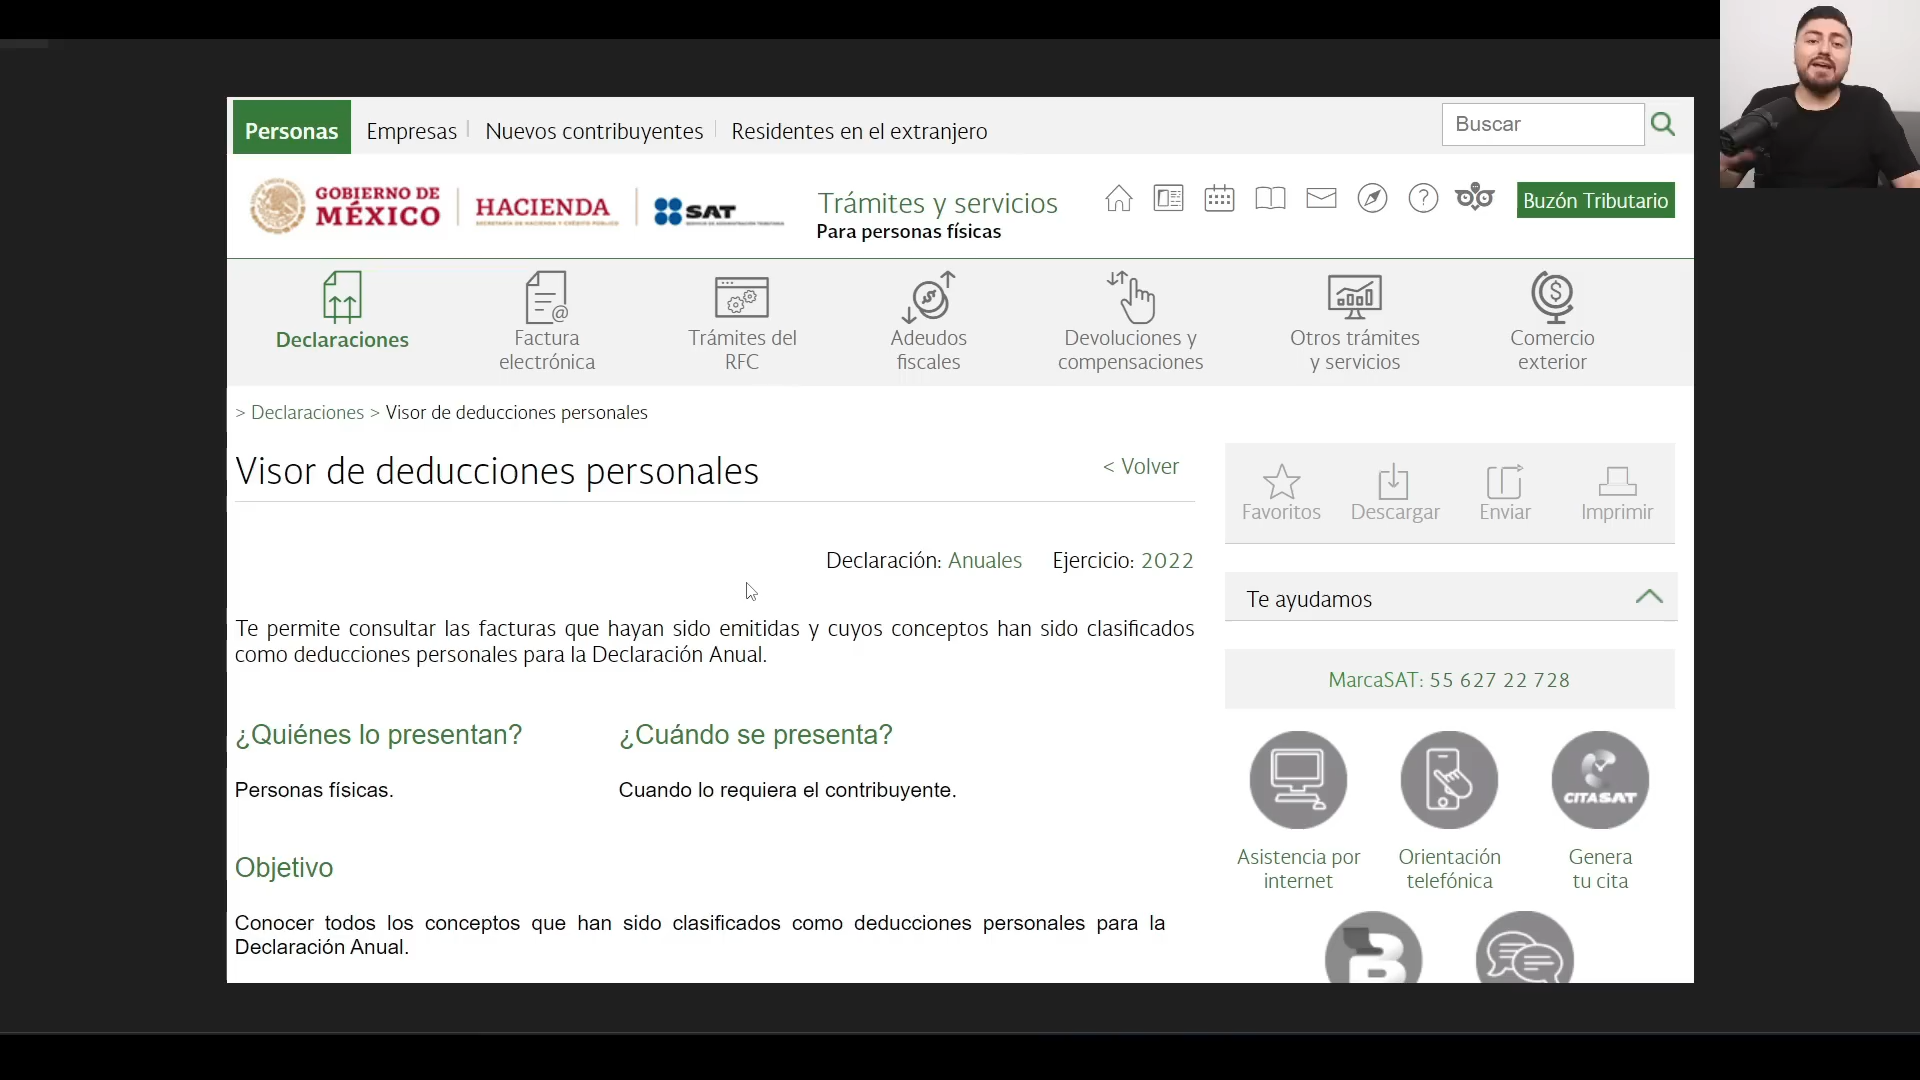 Personas Empresas Nuevos contribuyentes Residentes en el extranjero Buscar
GOBIERNO DE
MÉXICO
HACIENDA
SAT
Trámites y servicios
Para personas físicas
Buzón Tributario
Declaraciones
Factura
electrónica
Trámites del
RFC
Adeudos
fiscales
Devoluciones y
compensaciones
Otros trámites
y servicios
Comercio
exterior
> Declaraciones > Visor de deducciones personales
Visor de deducciones personales
< Volver
Declaración: Anuales Ejercicio: 2022
Te permite consultar las facturas que hayan sido emitidas y cuyos conceptos han sido clasificados
como deducciones personales para la Declaración Anual.
¿Quiénes lo presentan?
Personas físicas.
¿Cuándo se presenta?
Cuando lo requiera el contribuyente.
Objetivo
Conocer todos los conceptos que han sido clasificados como deducciones personales para la
Declaración Anual.
Favoritos Descargar Enviar Imprimir
Te ayudamos
MarcaSAT: 55 627 22 728
CITASAT
Asistencia por
internet
Orientación
telefónica
Genera
tu cita